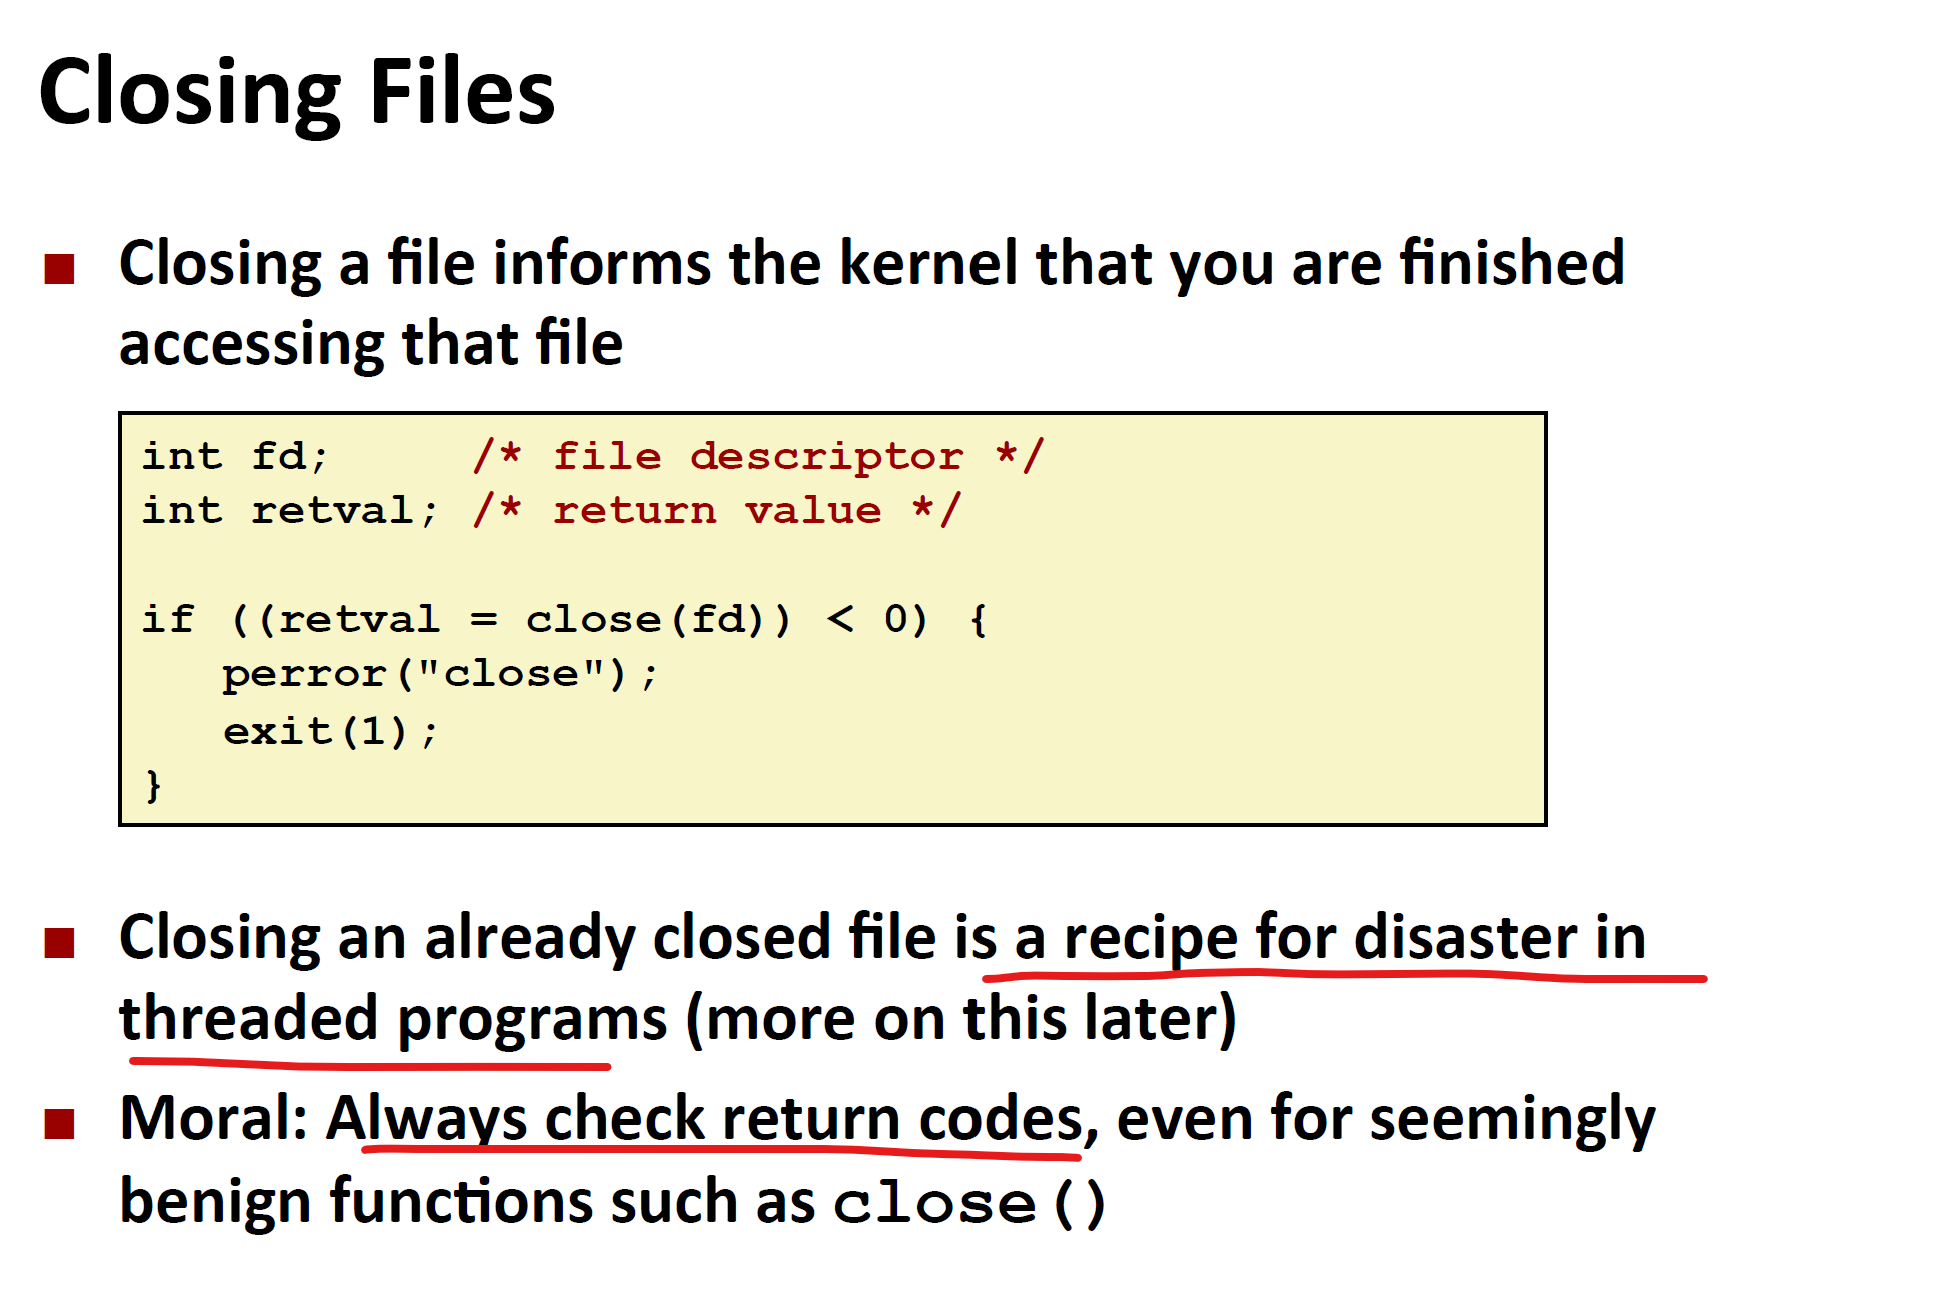 Closing Files
Closing a file informs the kernel that you are finished
accessing that file
int fd;     /* file descriptor */
int retval; /* return value */
if ((retval = close(fd)) < 0) {
   perror("close");
   exit(1);
}
Closing an already closed file is a recipe for disaster in
threaded programs (more on this later)
Moral: Always check return codes, even for seemingly
benign functions such as close()